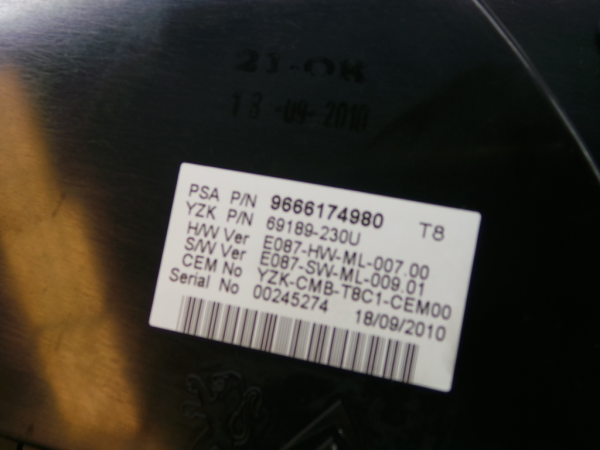 21-OK
18-09-2010
PSA P/N 9666174980 T8
YZK P/N 69189-230U
H/W Ver E087-HW-ML-007.00
S/W Ver E087-SW-ML-009.01
CEM No YZK-CMB-T8C1-CEM00
Serial No 00245274 18/09/2010